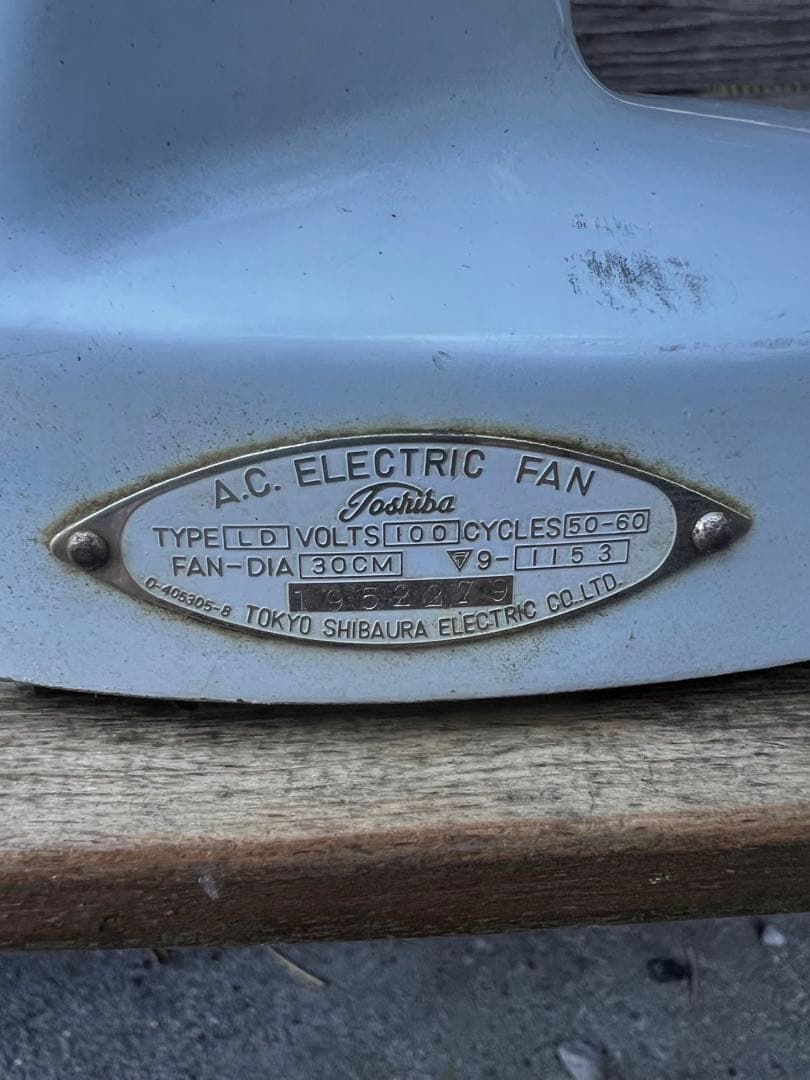 A.C. ELECTRIC FAN
Toshiba
TYPE LD VOLTS 100 CYCLES 50-60
FAN-DIA 30CM 9-1153
1952279
0-405305-8 TOKYO SHIBAURA ELECTRIC CO., LTD.